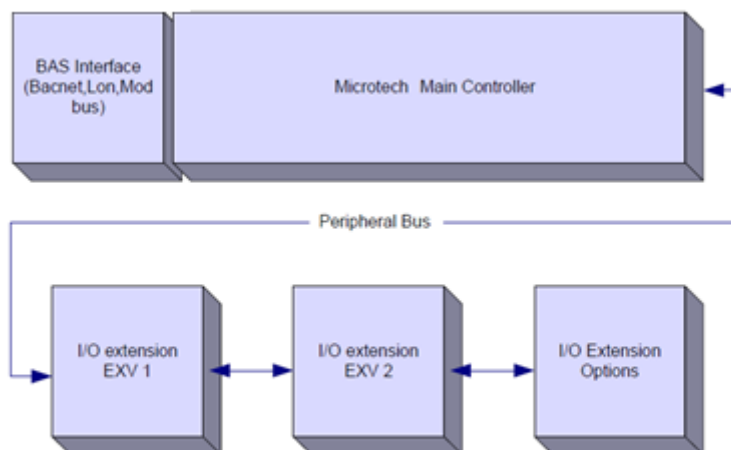 BAS Interface
(Bacnet,Lon,Mod
bus)
Microtech Main Controller
Peripheral Bus
I/O extension
EXV 1
I/O extension
EXV 2
I/O Extension
Options